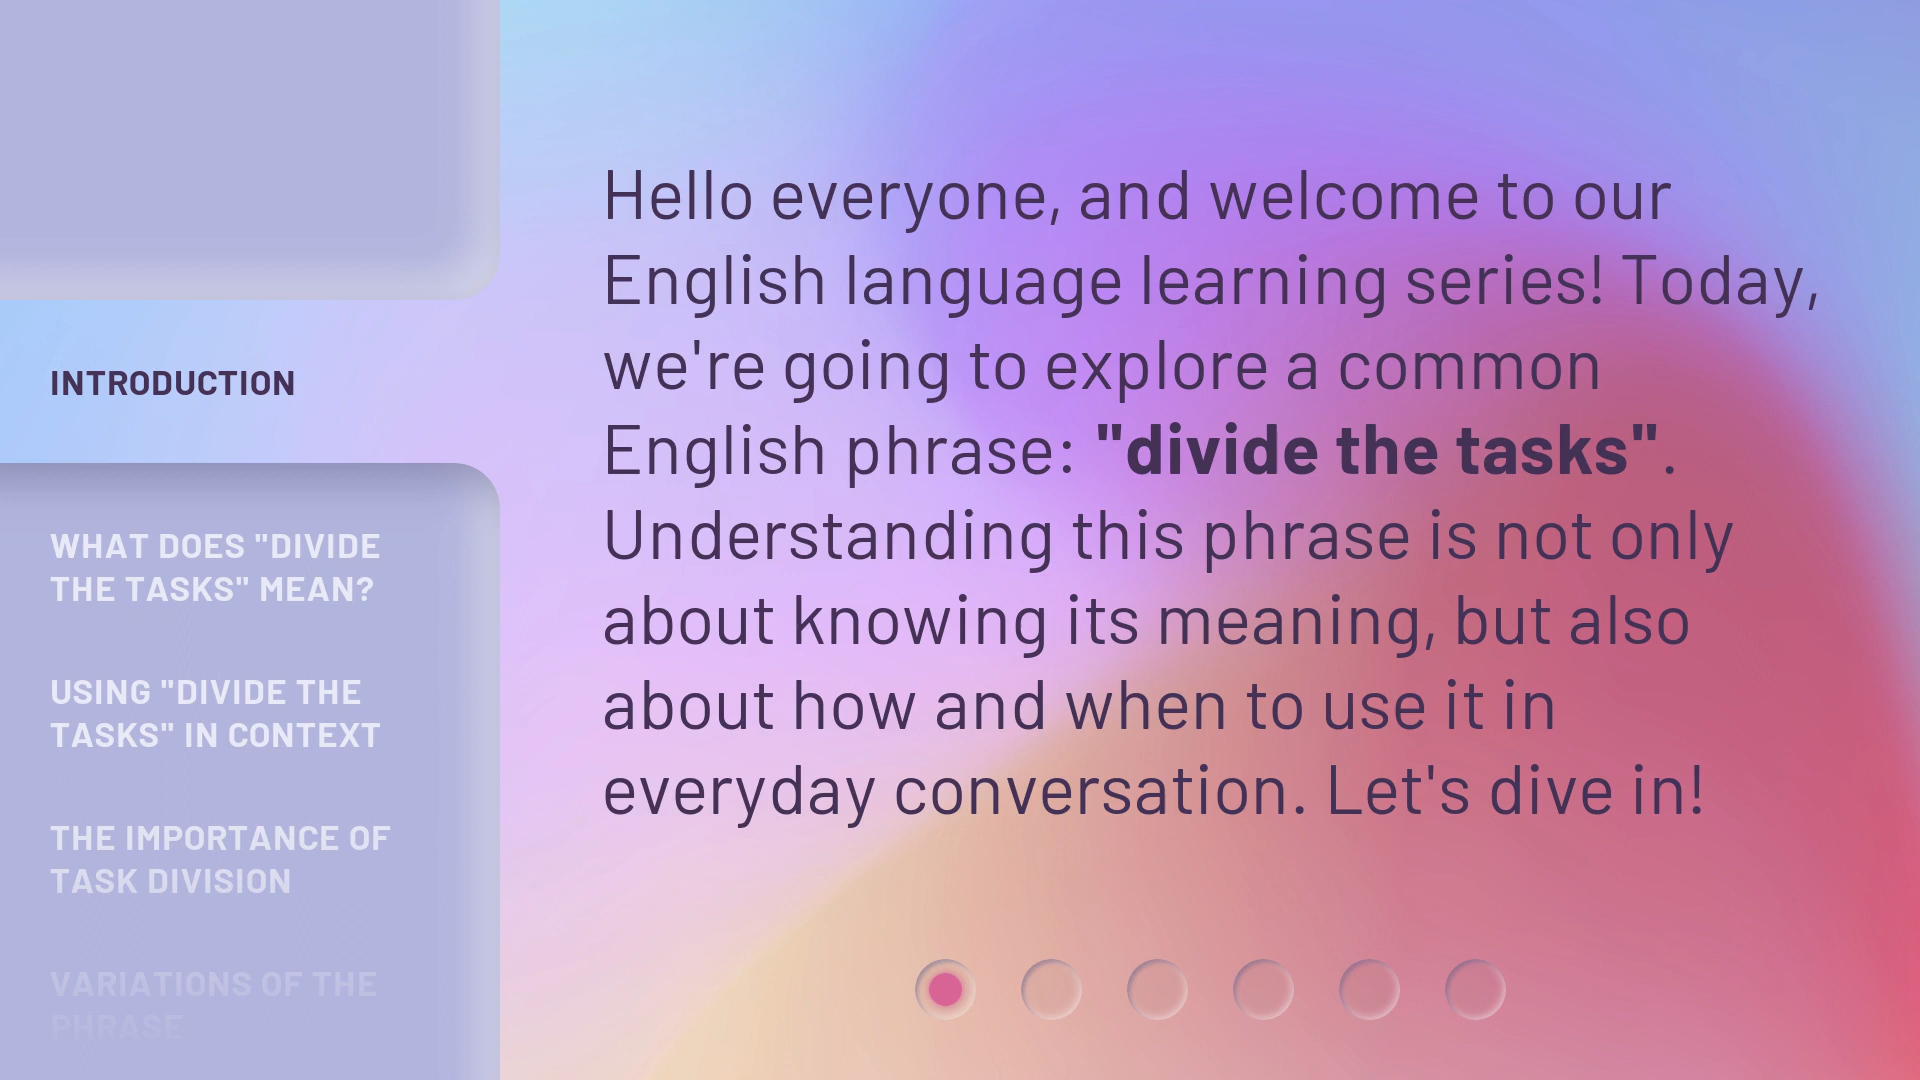 INTRODUCTION
WHAT DOES "DIVIDE
THE TASKS" MEAN?
USING "DIVIDE THE
TASKS" IN CONTEXT
THE IMPORTANCE OF
TASK DIVISION
VARIATIONS OF THE
PHRASE
Hello everyone, and welcome to our
English language learning series! Today,
we're going to explore a common
English phrase: "divide the tasks".
Understanding this phrase is not only
about knowing its meaning, but also
about how and when to use it in
everyday conversation. Let's dive in!